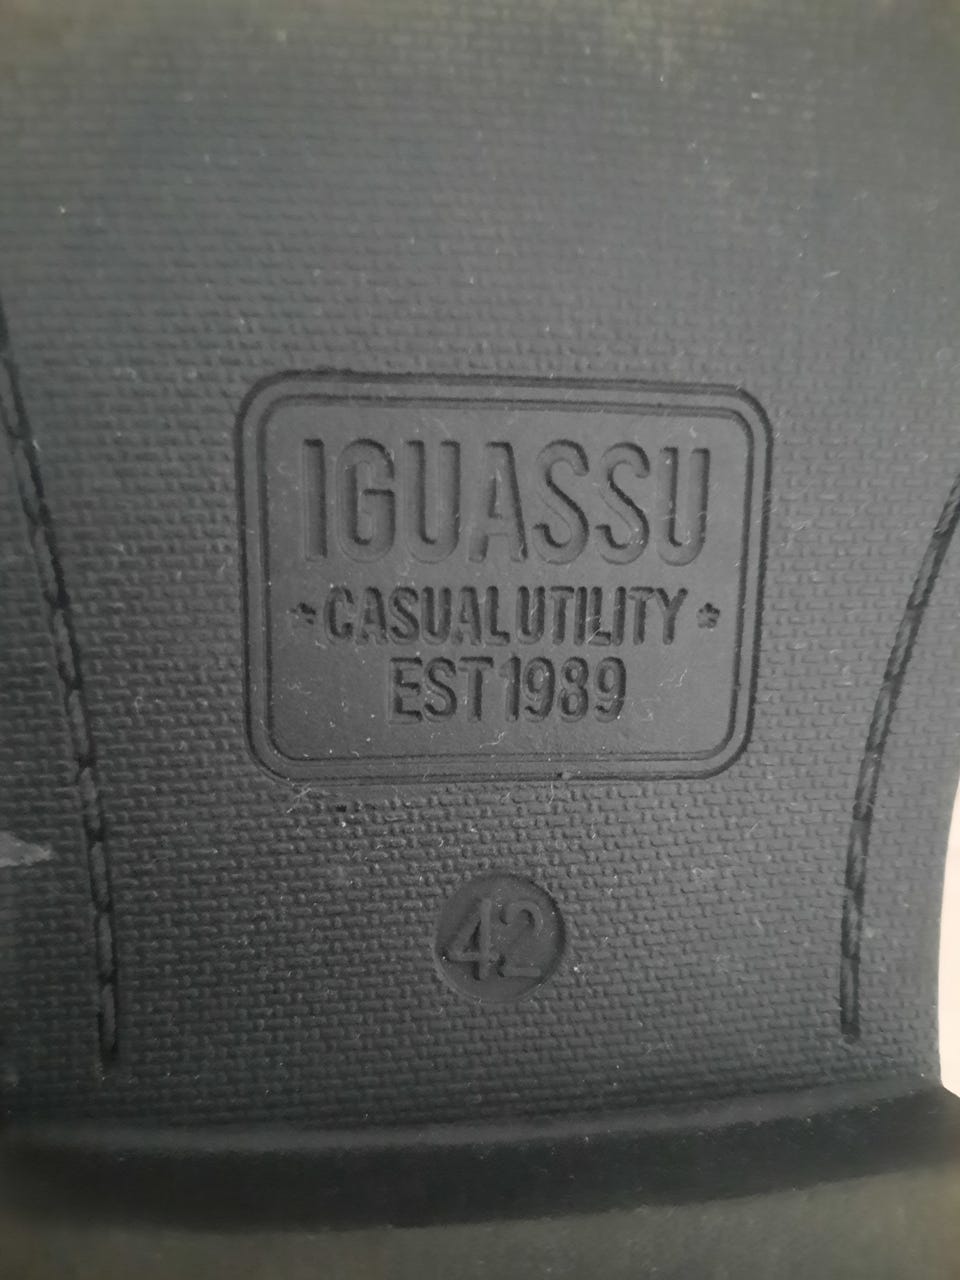 IGUASSU
*CASUAL UTILITY*
EST 1989
42